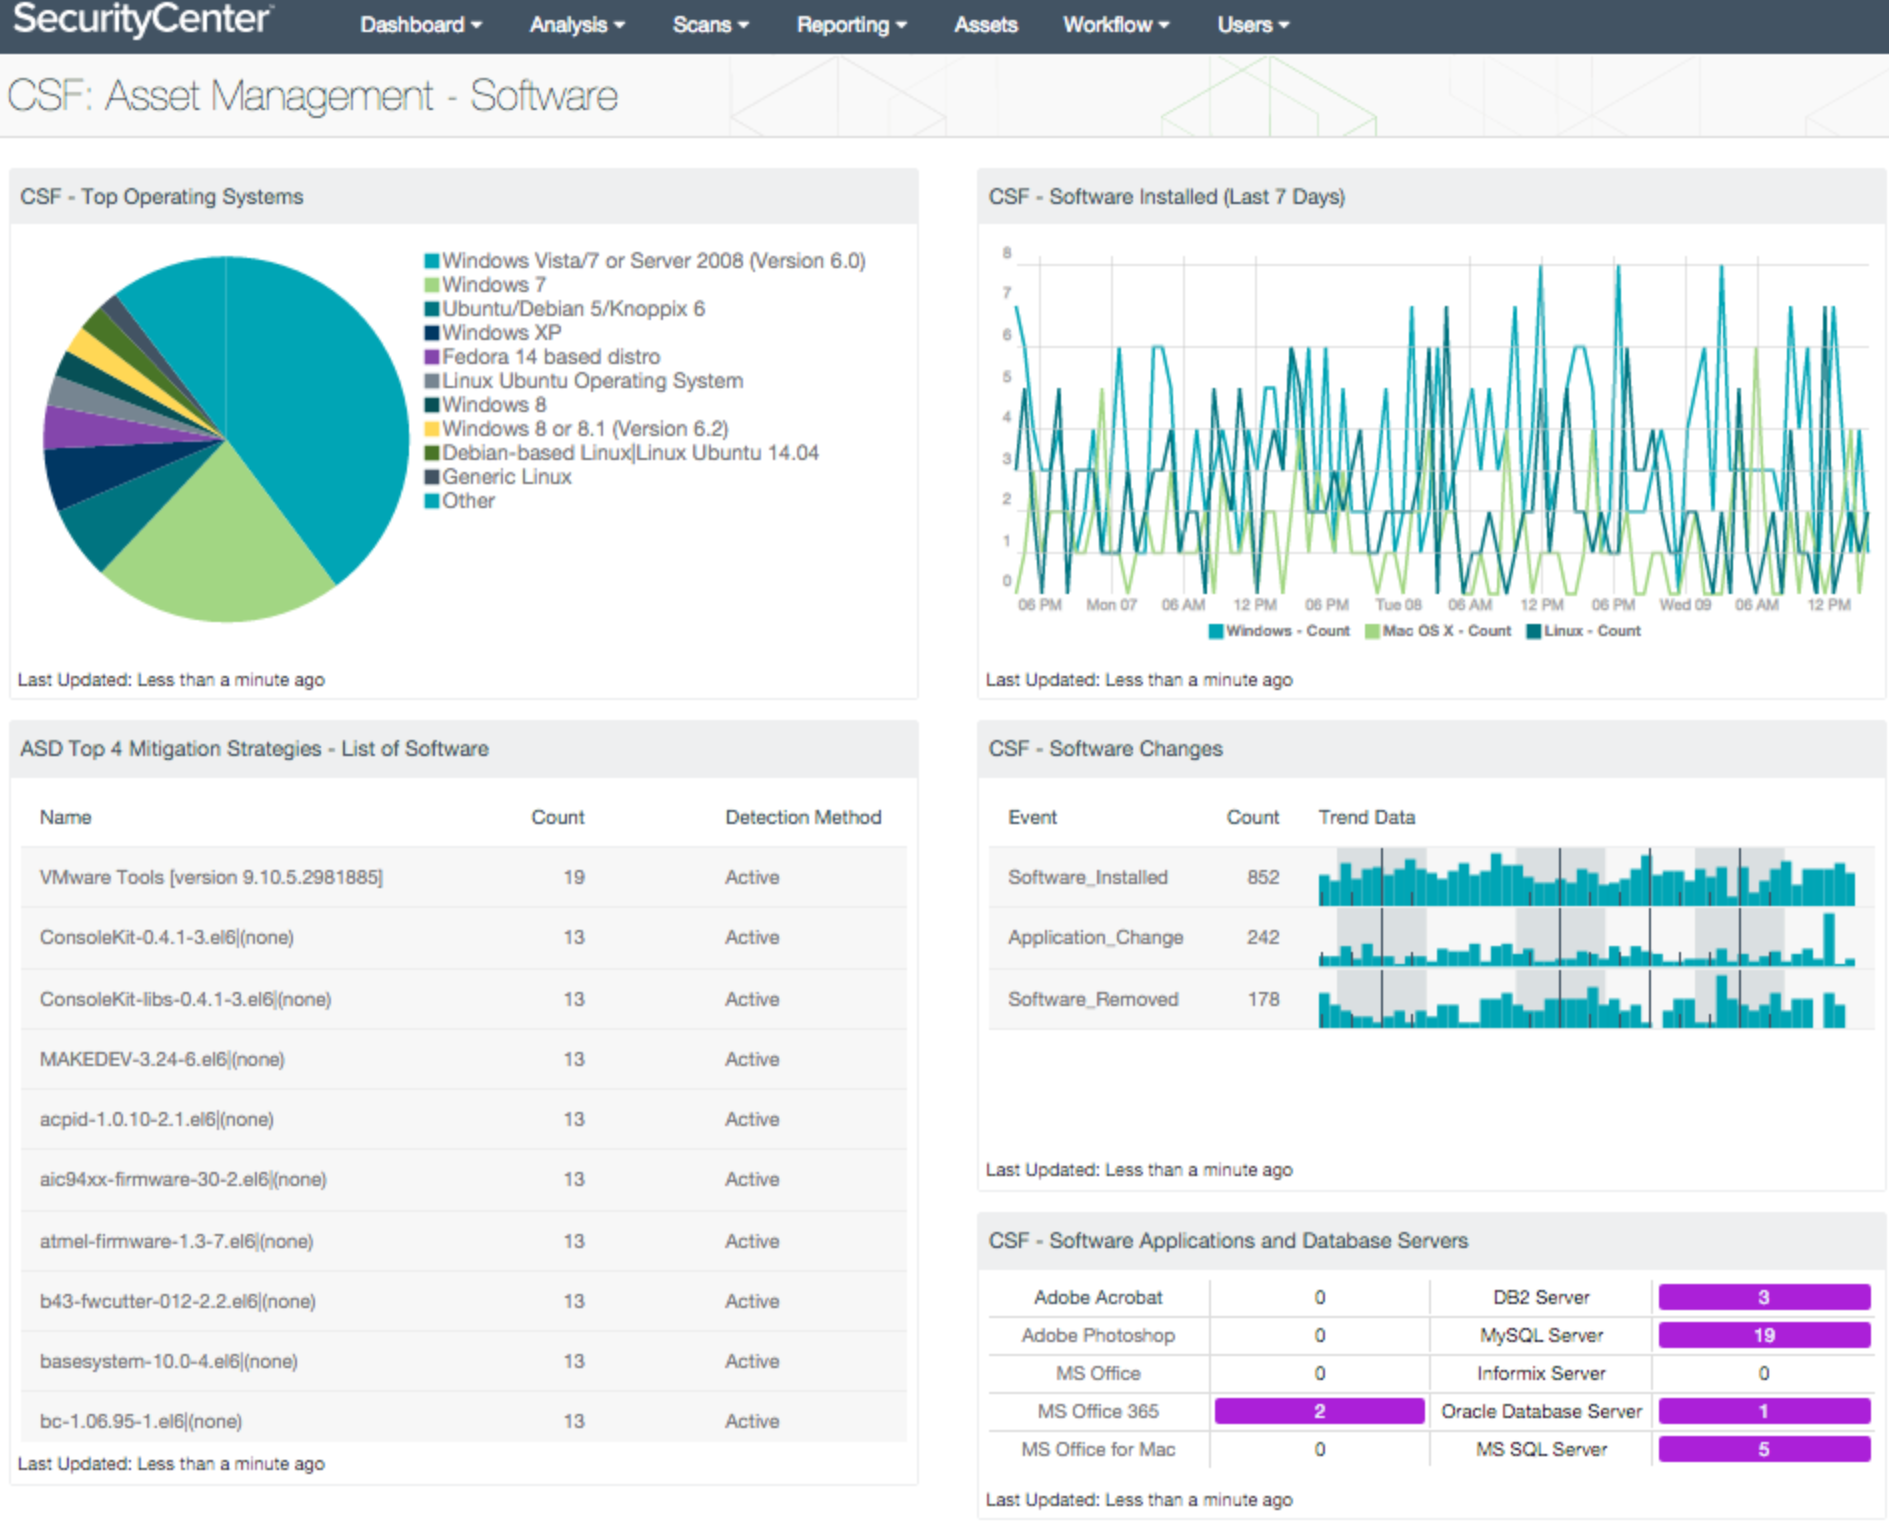 SecurityCenter™
Dashboard Analysis Scans Reporting Assets Workflow Users
CSF: Asset Management - Software
CSF - Top Operating Systems
Windows Vista/7 or Server 2008 (Version 6.0)
Windows 7
Ubuntu/Debian 5/Knoppix 6
Windows XP
Fedora 14 based distro
Linux Ubuntu Operating System
Windows 8
Windows 8 or 8.1 (Version 6.2)
Debian-based Linux|Linux Ubuntu 14.04
Generic Linux
Other
Last Updated: Less than a minute ago
CSF - Software Installed (Last 7 Days)
8
7
6
5
4
3
2
1
0
06 PM Mon 07 06 AM 12 PM 06 PM Tue 08 06 AM 12 PM 06 PM Wed 09 06 AM 12 PM
Windows - Count Mac OS X - Count Linux - Count
Last Updated: Less than a minute ago
ASD Top 4 Mitigation Strategies - List of Software
Name Count Detection Method
VMware Tools [version 9.10.5.2981885] 19 Active
ConsoleKit-0.4.1-3.el6|(none) 13 Active
ConsoleKit-libs-0.4.1-3.el6|(none) 13 Active
MAKEDEV-3.24-6.el6|(none) 13 Active
acpid-1.0.10-2.1.el6|(none) 13 Active
aic94xx-firmware-30-2.el6|(none) 13 Active
atmel-firmware-1.3-7.el6|(none) 13 Active
b43-fwcutter-012-2.2.el6|(none) 13 Active
basesystem-10.0-4.el6|(none) 13 Active
bc-1.06.95-1.el6|(none) 13 Active
Last Updated: Less than a minute ago
CSF - Software Changes
Event Count Trend Data
Software_Installed 852
Application_Change 242
Software_Removed 178
Last Updated: Less than a minute ago
CSF - Software Applications and Database Servers
Adobe Acrobat 0 DB2 Server 3
Adobe Photoshop 0 MySQL Server 19
MS Office 0 Informix Server 0
MS Office 365 2 Oracle Database Server 1
MS Office for Mac 0 MS SQL Server 5
Last Updated: Less than a minute ago